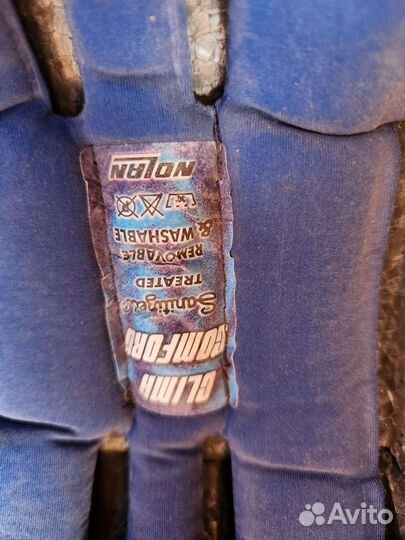 CLIMA
COMFORT
Sanitized
TREATED
REMOVABLE
& WASHABLE
NOLAN
Avito